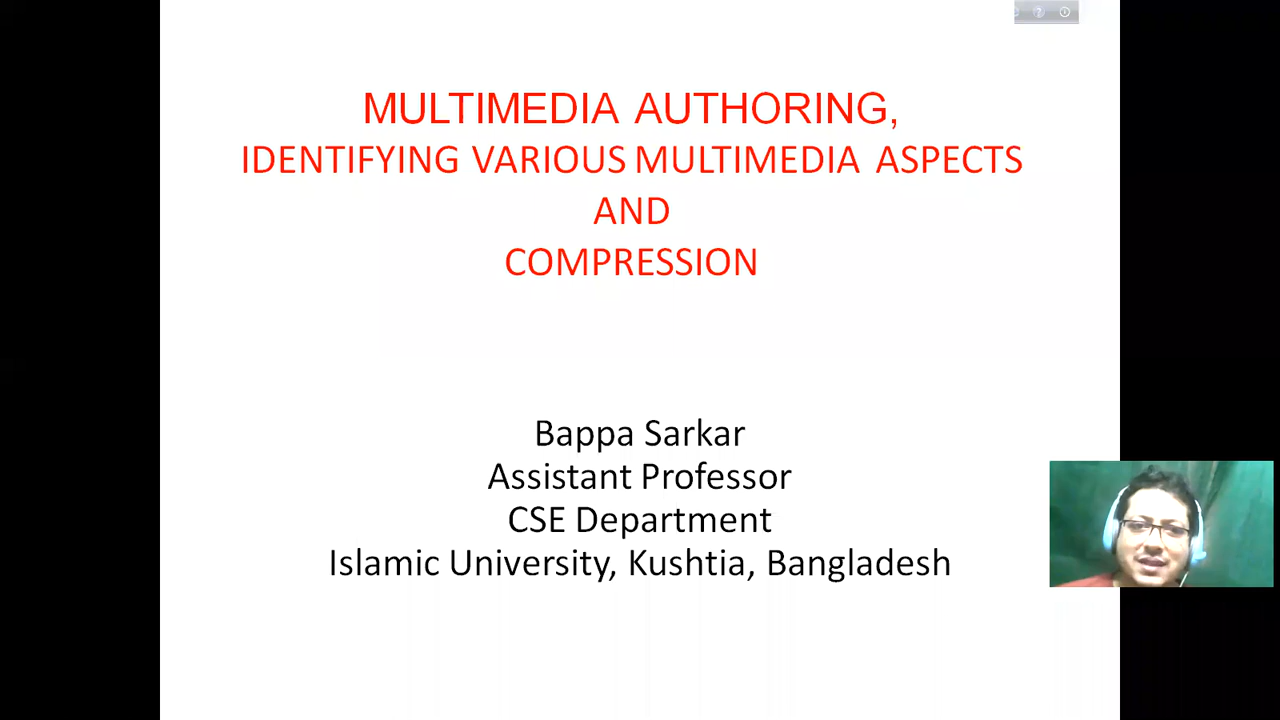 MULTIMEDIA AUTHORING,
IDENTIFYING VARIOUS MULTIMEDIA ASPECTS
AND
COMPRESSION
Bappa Sarkar
Assistant Professor
CSE Department
Islamic University, Kushtia, Bangladesh